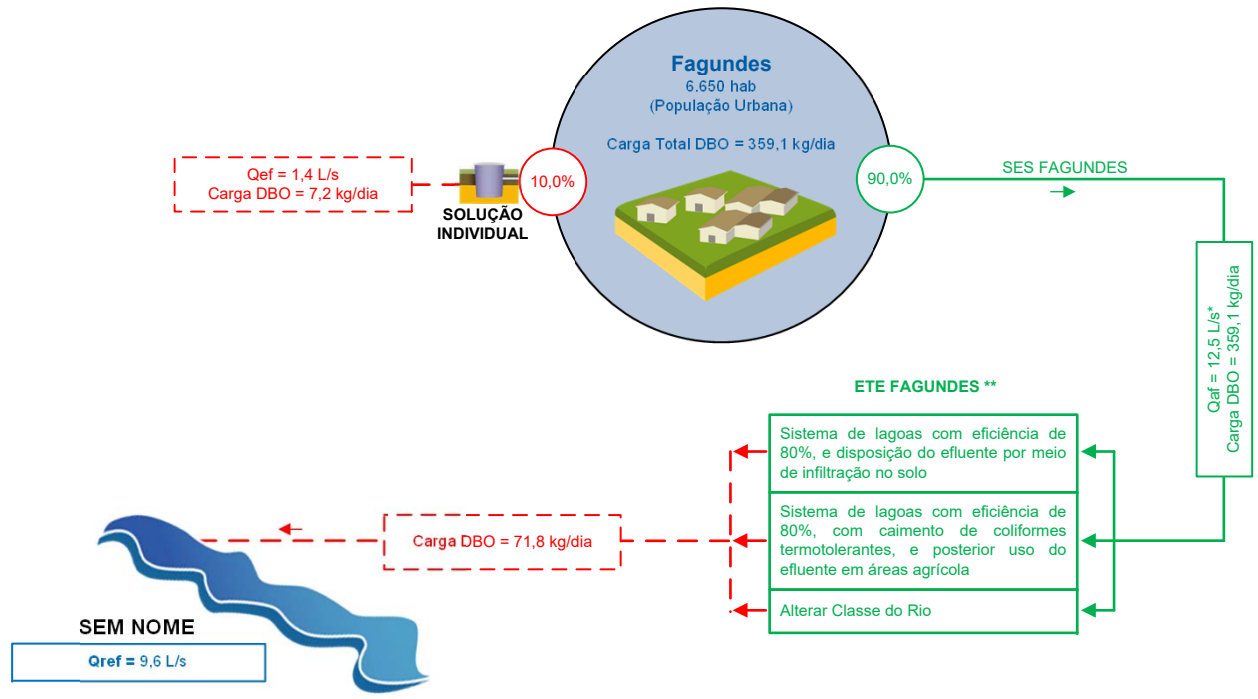 Fagundes
6.650 hab
(População Urbana)
Carga Total DBO = 359,1 kg/dia
Qef = 1,4 L/s
Carga DBO = 7,2 kg/dia
SOLUÇÃO
INDIVIDUAL
10,0%
90,0%
SES FAGUNDES
Qaf = 12,5 L/s*
Carga DBO = 359,1 kg/dia
ETE FAGUNDES **
Sistema de lagoas com eficiência de
80%, e disposição do efluente por meio
de infiltração no solo
Sistema de lagoas com eficiência de
80%, com caimento de coliformes
termotolerantes, e posterior uso do
efluente em áreas agrícola
Alterar Classe do Rio
Carga DBO = 71,8 kg/dia
SEM NOME
Qref = 9,6 L/s